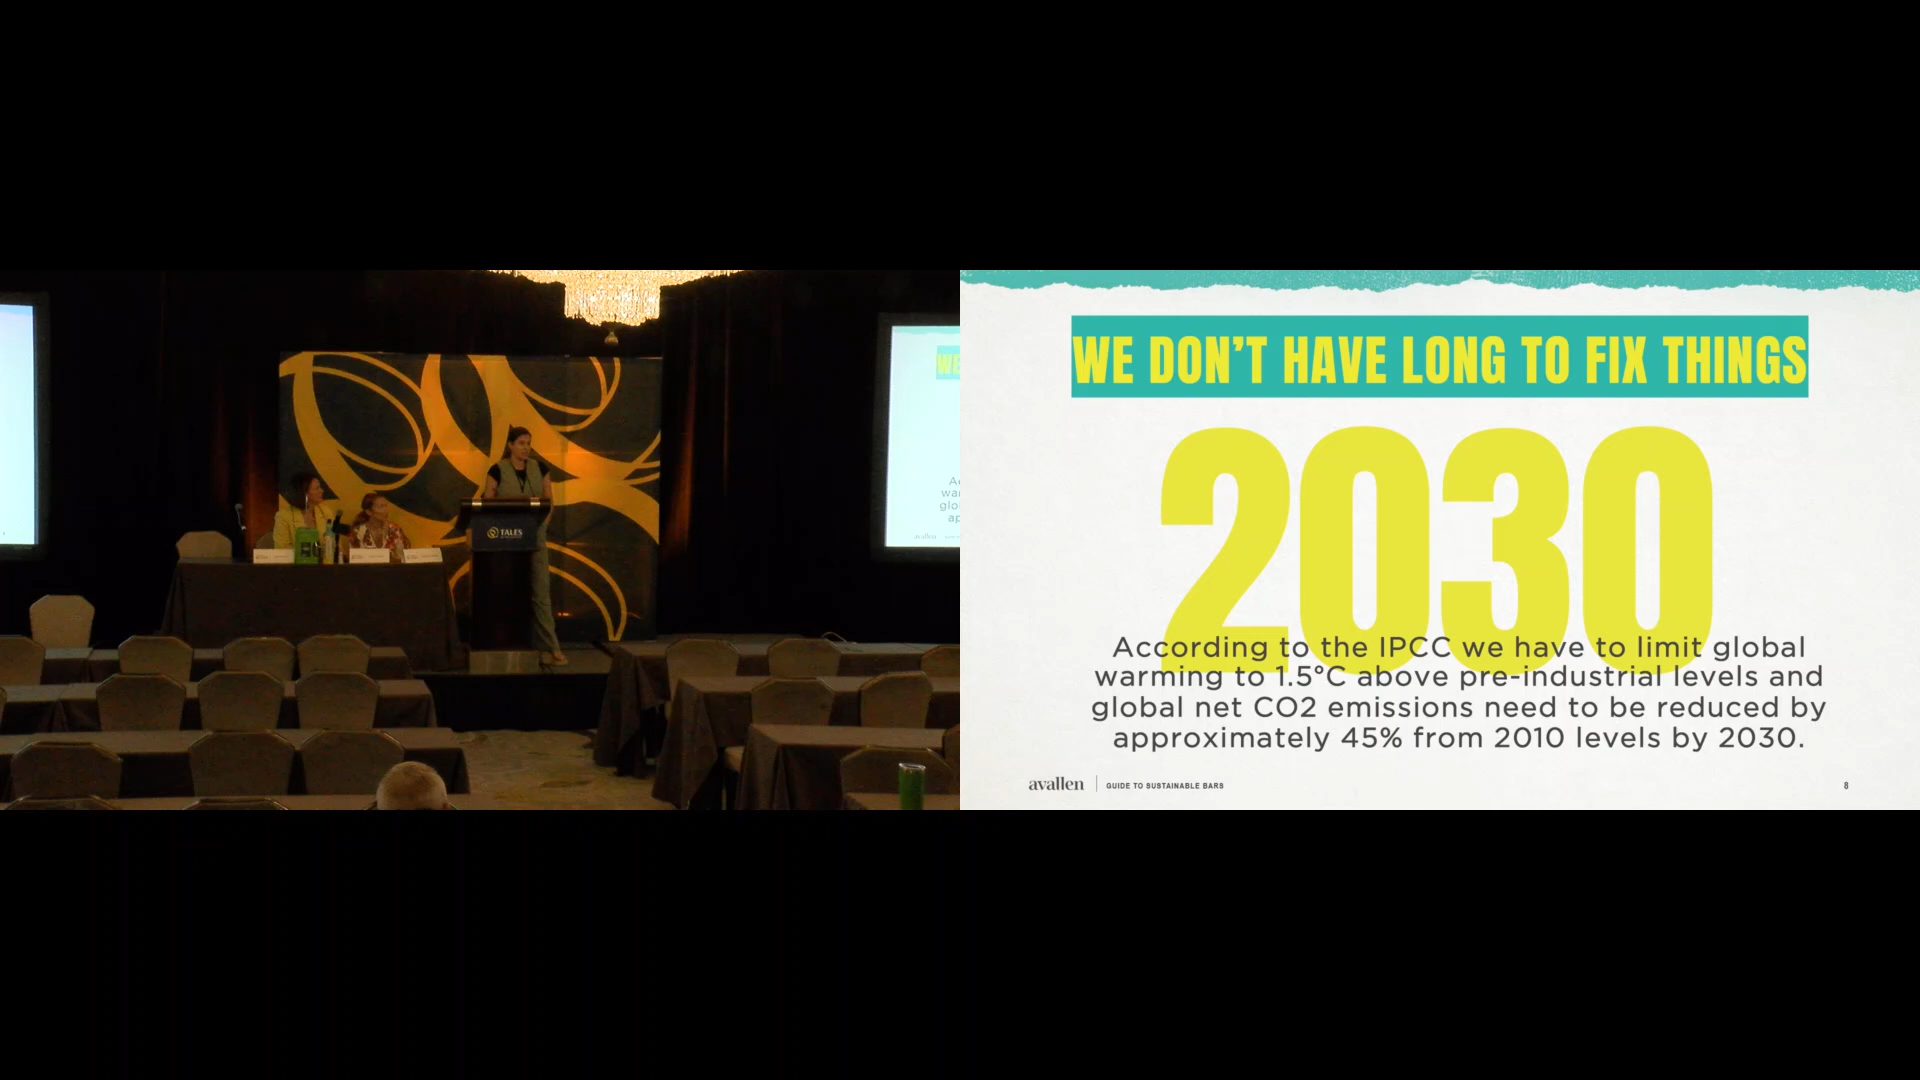 TALES
WE
WE DON'T HAVE LONG TO FIX THINGS
2030
According to the IPCC we have to limit global
warming to 1.5°C above pre-industrial levels and
global net CO2 emissions need to be reduced by
approximately 45% from 2010 levels by 2030.
avallen | GUIDE TO SUSTAINABLE BARS
8